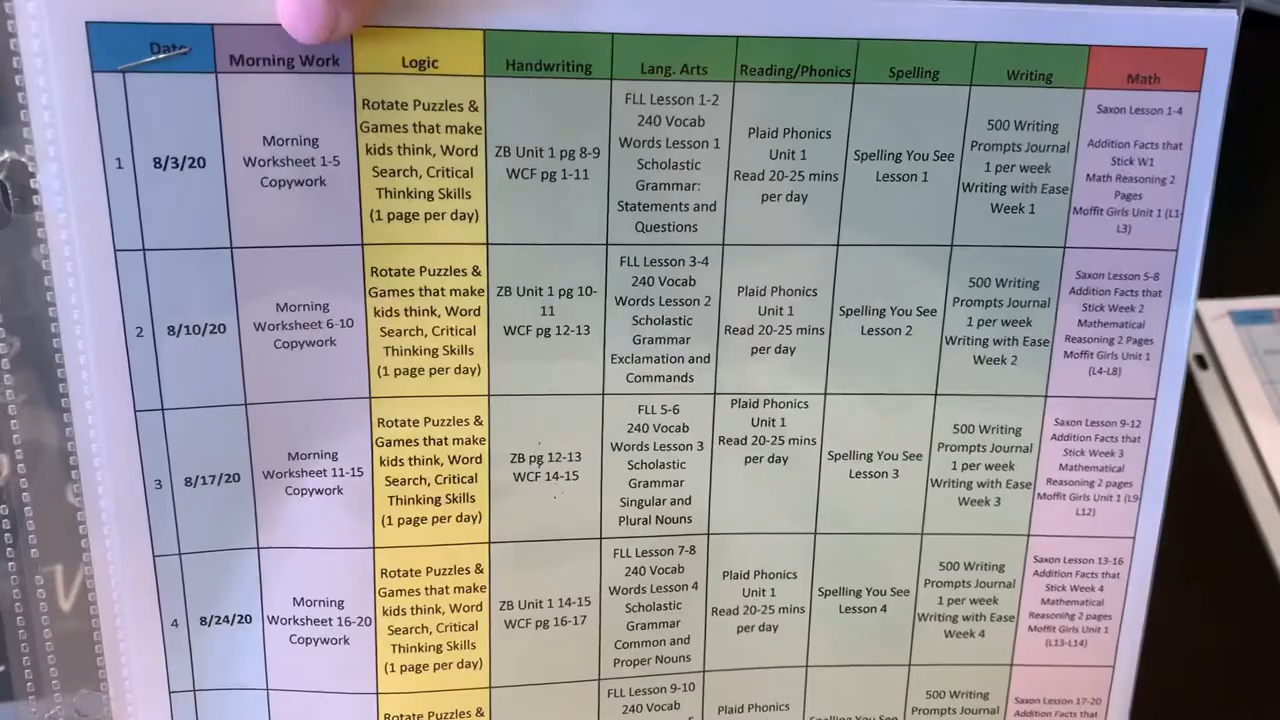 Date
Morning Work
Logic
Handwriting
Lang. Arts
Reading/Phonics
Spelling
Writing
Math
1
8/3/20
Morning
Worksheet 1-5
Copywork
Rotate Puzzles &
Games that make
kids think, Word
Search, Critical
Thinking Skills
(1 page per day)
ZB Unit 1 pg 8-9
WCF pg 1-11
FLL Lesson 1-2
240 Vocab
Words Lesson 1
Scholastic
Grammar:
Statements and
Questions
Plaid Phonics
Unit 1
Read 20-25 mins
per day
Spelling You See
Lesson 1
500 Writing
Prompts Journal
1 per week
Writing with Ease
Week 1
Saxon Lesson 1-4
Addition Facts that
Stick W1
Math Reasoning 2
Pages
Moffit Girls Unit 1 (L1-
L3)
2
8/10/20
Morning
Worksheet 6-10
Copywork
Rotate Puzzles &
Games that make
kids think, Word
Search, Critical
Thinking Skills
(1 page per day)
ZB Unit 1 pg 10-
11
WCF pg 12-13
FLL Lesson 3-4
240 Vocab
Words Lesson 2
Scholastic
Grammar
Exclamation and
Commands
Plaid Phonics
Unit 1
Read 20-25 mins
per day
Spelling You See
Lesson 2
500 Writing
Prompts Journal
1 per week
Writing with Ease
Week 2
Saxon Lesson 5-8
Addition Facts that
Stick Week 2
Mathematical
Reasoning 2 Pages
Moffit Girls Unit 1
(L4-L8)
3
8/17/20
Morning
Worksheet 11-15
Copywork
Rotate Puzzles &
Games that make
kids think, Word
Search, Critical
Thinking Skills
(1 page per day)
ZB pg 12-13
WCF 14-15
FLL 5-6
240 Vocab
Words Lesson 3
Scholastic
Grammar
Singular and
Plural Nouns
Plaid Phonics
Unit 1
Read 20-25 mins
per day
Spelling You See
Lesson 3
500 Writing
Prompts Journal
1 per week
Writing with Ease
Week 3
Saxon Lesson 9-12
Addition Facts that
Stick Week 3
Mathematical
Reasoning 2 pages
Moffit Girls Unit 1 (L9-
L12)
4
8/24/20
Morning
Worksheet 16-20
Copywork
Rotate Puzzles &
Games that make
kids think, Word
Search, Critical
Thinking Skills
(1 page per day)
ZB Unit 1 14-15
WCF pg 16-17
FLL Lesson 7-8
240 Vocab
Words Lesson 4
Scholastic
Grammar
Common and
Proper Nouns
Plaid Phonics
Unit 1
Read 20-25 mins
per day
Spelling You See
Lesson 4
500 Writing
Prompts Journal
1 per week
Writing with Ease
Week 4
Saxon Lesson 13-16
Addition Facts that
Stick Week 4
Mathematical
Reasoning 2 pages
Moffit Girls Unit 1
(L13-L14)
Rotate Puzzles &
FLL Lesson 9-10
240 Vocab
Plaid Phonics
Spelling You See
500 Writing
Prompts Journal
Saxon Lesson 17-20
Addition Facts that